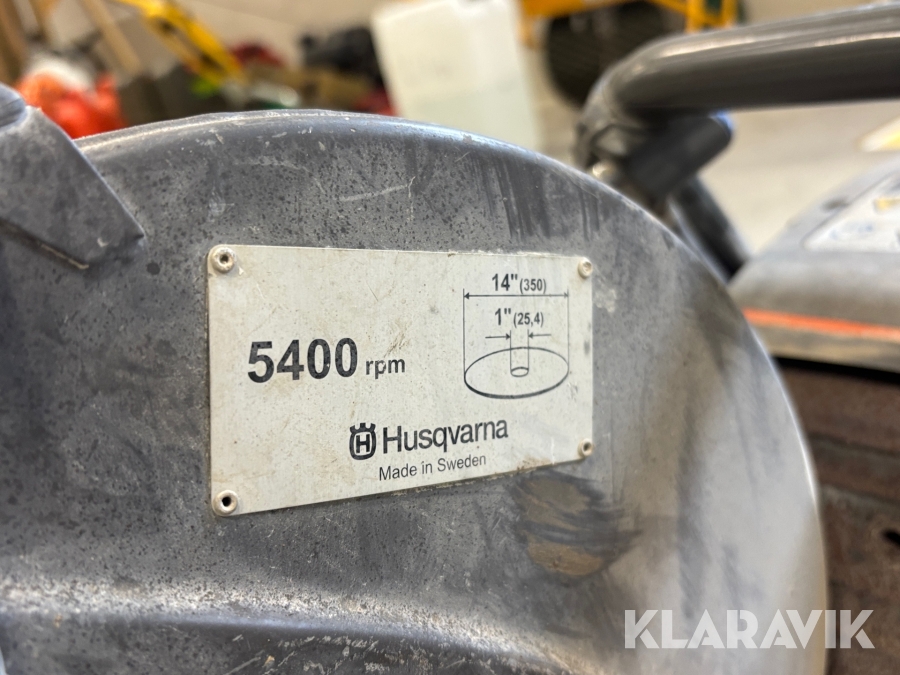 14" (350)
1" (25,4)
5400 rpm
H Husqvarna
Made in Sweden
KLARAVIK